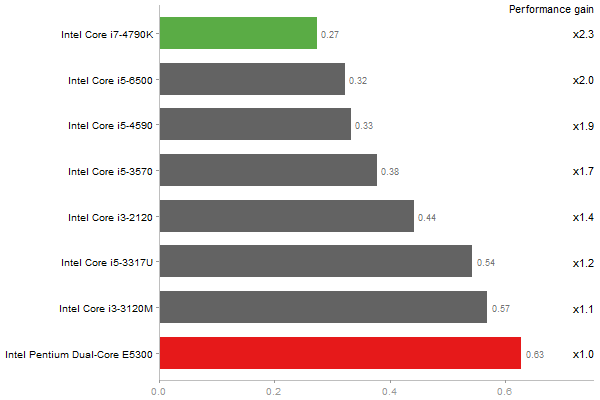 Performance gain
Intel Core i7-4790K 0.27 x2.3
Intel Core i5-6500 0.32 x2.0
Intel Core i5-4590 0.33 x1.9
Intel Core i5-3570 0.38 x1.7
Intel Core i3-2120 0.44 x1.4
Intel Core i5-3317U 0.54 x1.2
Intel Core i3-3120M 0.57 x1.1
Intel Pentium Dual-Core E5300 0.63 x1.0
0.0 0.2 0.4 0.6